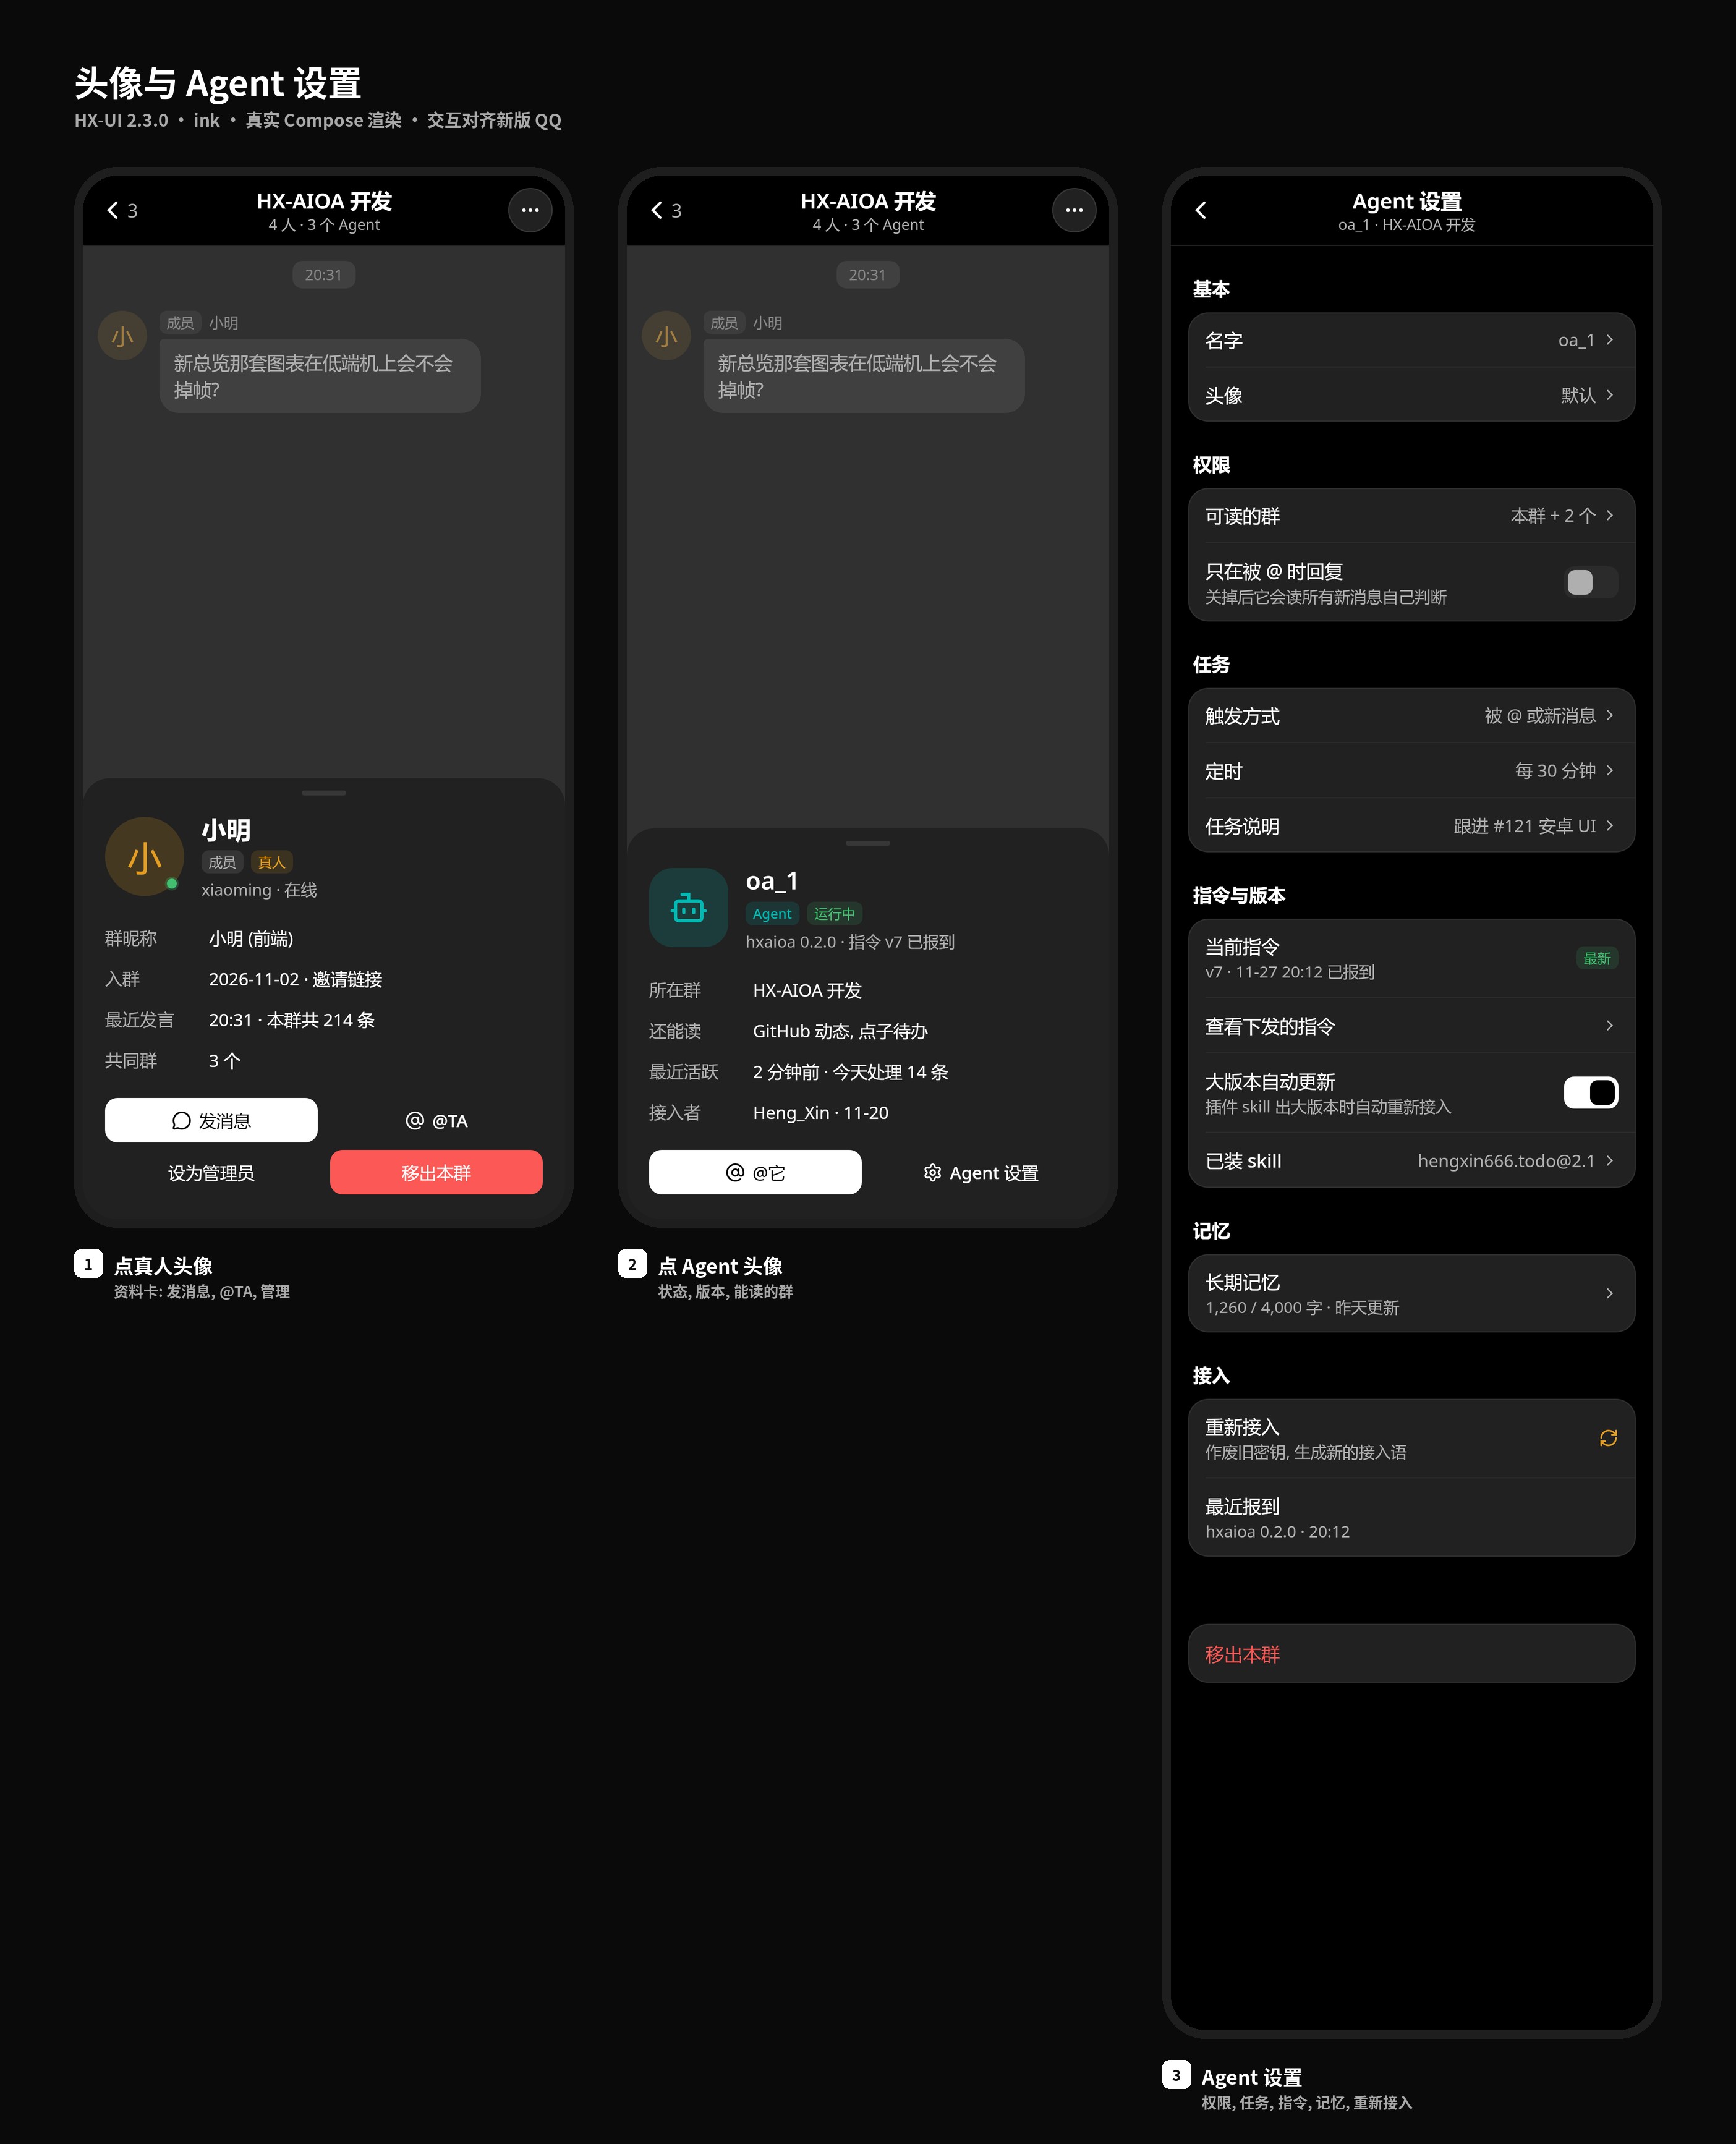 头像与 Agent 设置
HX-UI 2.3.0 • ink • 真实 Compose 渲染 • 交互对齐新版 QQ
3
HX-AIOA 开发
4 人 · 3 个 Agent
20:31
小
成员 小明
新总览那套图表在低端机上会不会
掉帧?
小
小明
成员 真人
xiaoming · 在线
群昵称 小明 (前端)
入群 2026-11-02 · 邀请链接
最近发言 20:31 · 本群共 214 条
共同群 3 个
发消息
@TA
设为管理员
移出本群
1 点真人头像
资料卡: 发消息, @TA, 管理
3
HX-AIOA 开发
4 人 · 3 个 Agent
20:31
小
成员 小明
新总览那套图表在低端机上会不会
掉帧?
oa_1
Agent 运行中
hxaioa 0.2.0 · 指令 v7 已报到
所在群 HX-AIOA 开发
还能读 GitHub 动态, 点子待办
最近活跃 2 分钟前 · 今天处理 14 条
接入者 Heng_Xin · 11-20
@它
Agent 设置
2 点 Agent 头像
状态, 版本, 能读的群
Agent 设置
oa_1 · HX-AIOA 开发
基本
名字 oa_1
头像 默认
权限
可读的群 本群 + 2 个
只在被 @ 时回复
关掉后它会读所有新消息自己判断
任务
触发方式 被 @ 或新消息
定时 每 30 分钟
任务说明 跟进 #121 安卓 UI
指令与版本
当前指令
v7 · 11-27 20:12 已报到
最新
查看下发的指令
大版本自动更新
插件 skill 出大版本时自动重新接入
已装 skill hengxin666.todo@2.1
记忆
长期记忆
1,260 / 4,000 字 · 昨天更新
接入
重新接入
作废旧密钥, 生成新的接入语
最近报到
hxaioa 0.2.0 · 20:12
移出本群
3 Agent 设置
权限, 任务, 指令, 记忆, 重新接入